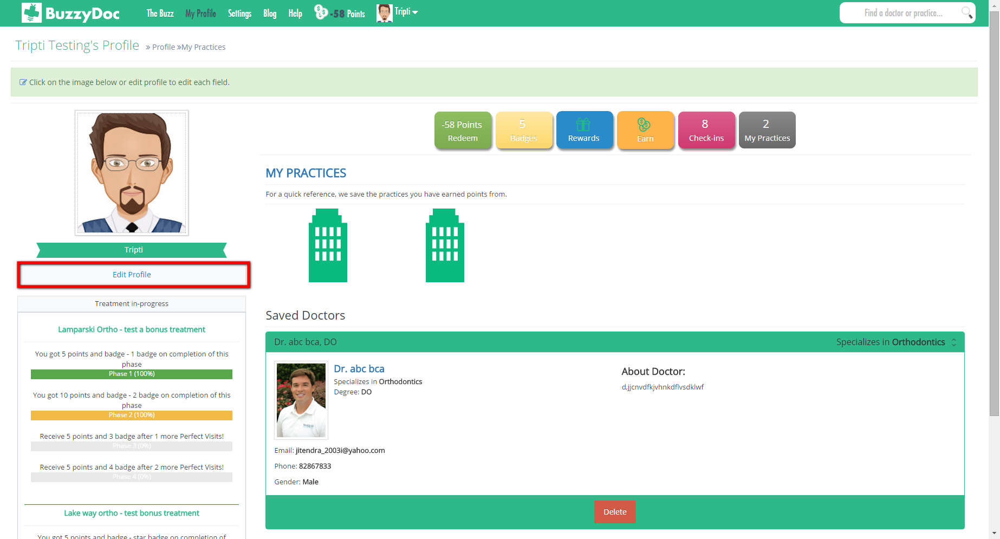 BuzzyDoc
The Buzz My Profile Settings Blog Help -58 Points Tripti
Find a doctor or practice...
Tripti Testing's Profile » Profile »My Practices
Click on the image below or edit profile to edit each field.
-58 Points
Redeem
5
Badges
Rewards
Earn
8
Check-ins
2
My Practices
Tripti
Edit Profile
Treatment in-progress
Lamparski Ortho - test a bonus treatment
You got 5 points and badge - 1 badge on completion of this
phase
Phase 1 (100%)
You got 10 points and badge - 2 badge on completion of this
phase
Phase 2 (100%)
Receive 5 points and 3 badge after 1 more Perfect Visits!
Phase 3 (0%)
Receive 5 points and 4 badge after 2 more Perfect Visits!
Phase 4 (0%)
Lake way ortho - test bonus treatment
You got 5 points and badge - star badge on completion of
MY PRACTICES
For a quick reference, we save the practices you have earned points from.
Saved Doctors
Dr. abc bca, DO
Specializes in Orthodontics
Dr. abc bca
Specializes in Orthodontics
Degree: DO
About Doctor:
d,jjcnvdfkjvhnkdflvsdklwf
Email: jitendra_2003i@yahoo.com
Phone: 82867833
Gender: Male
Delete